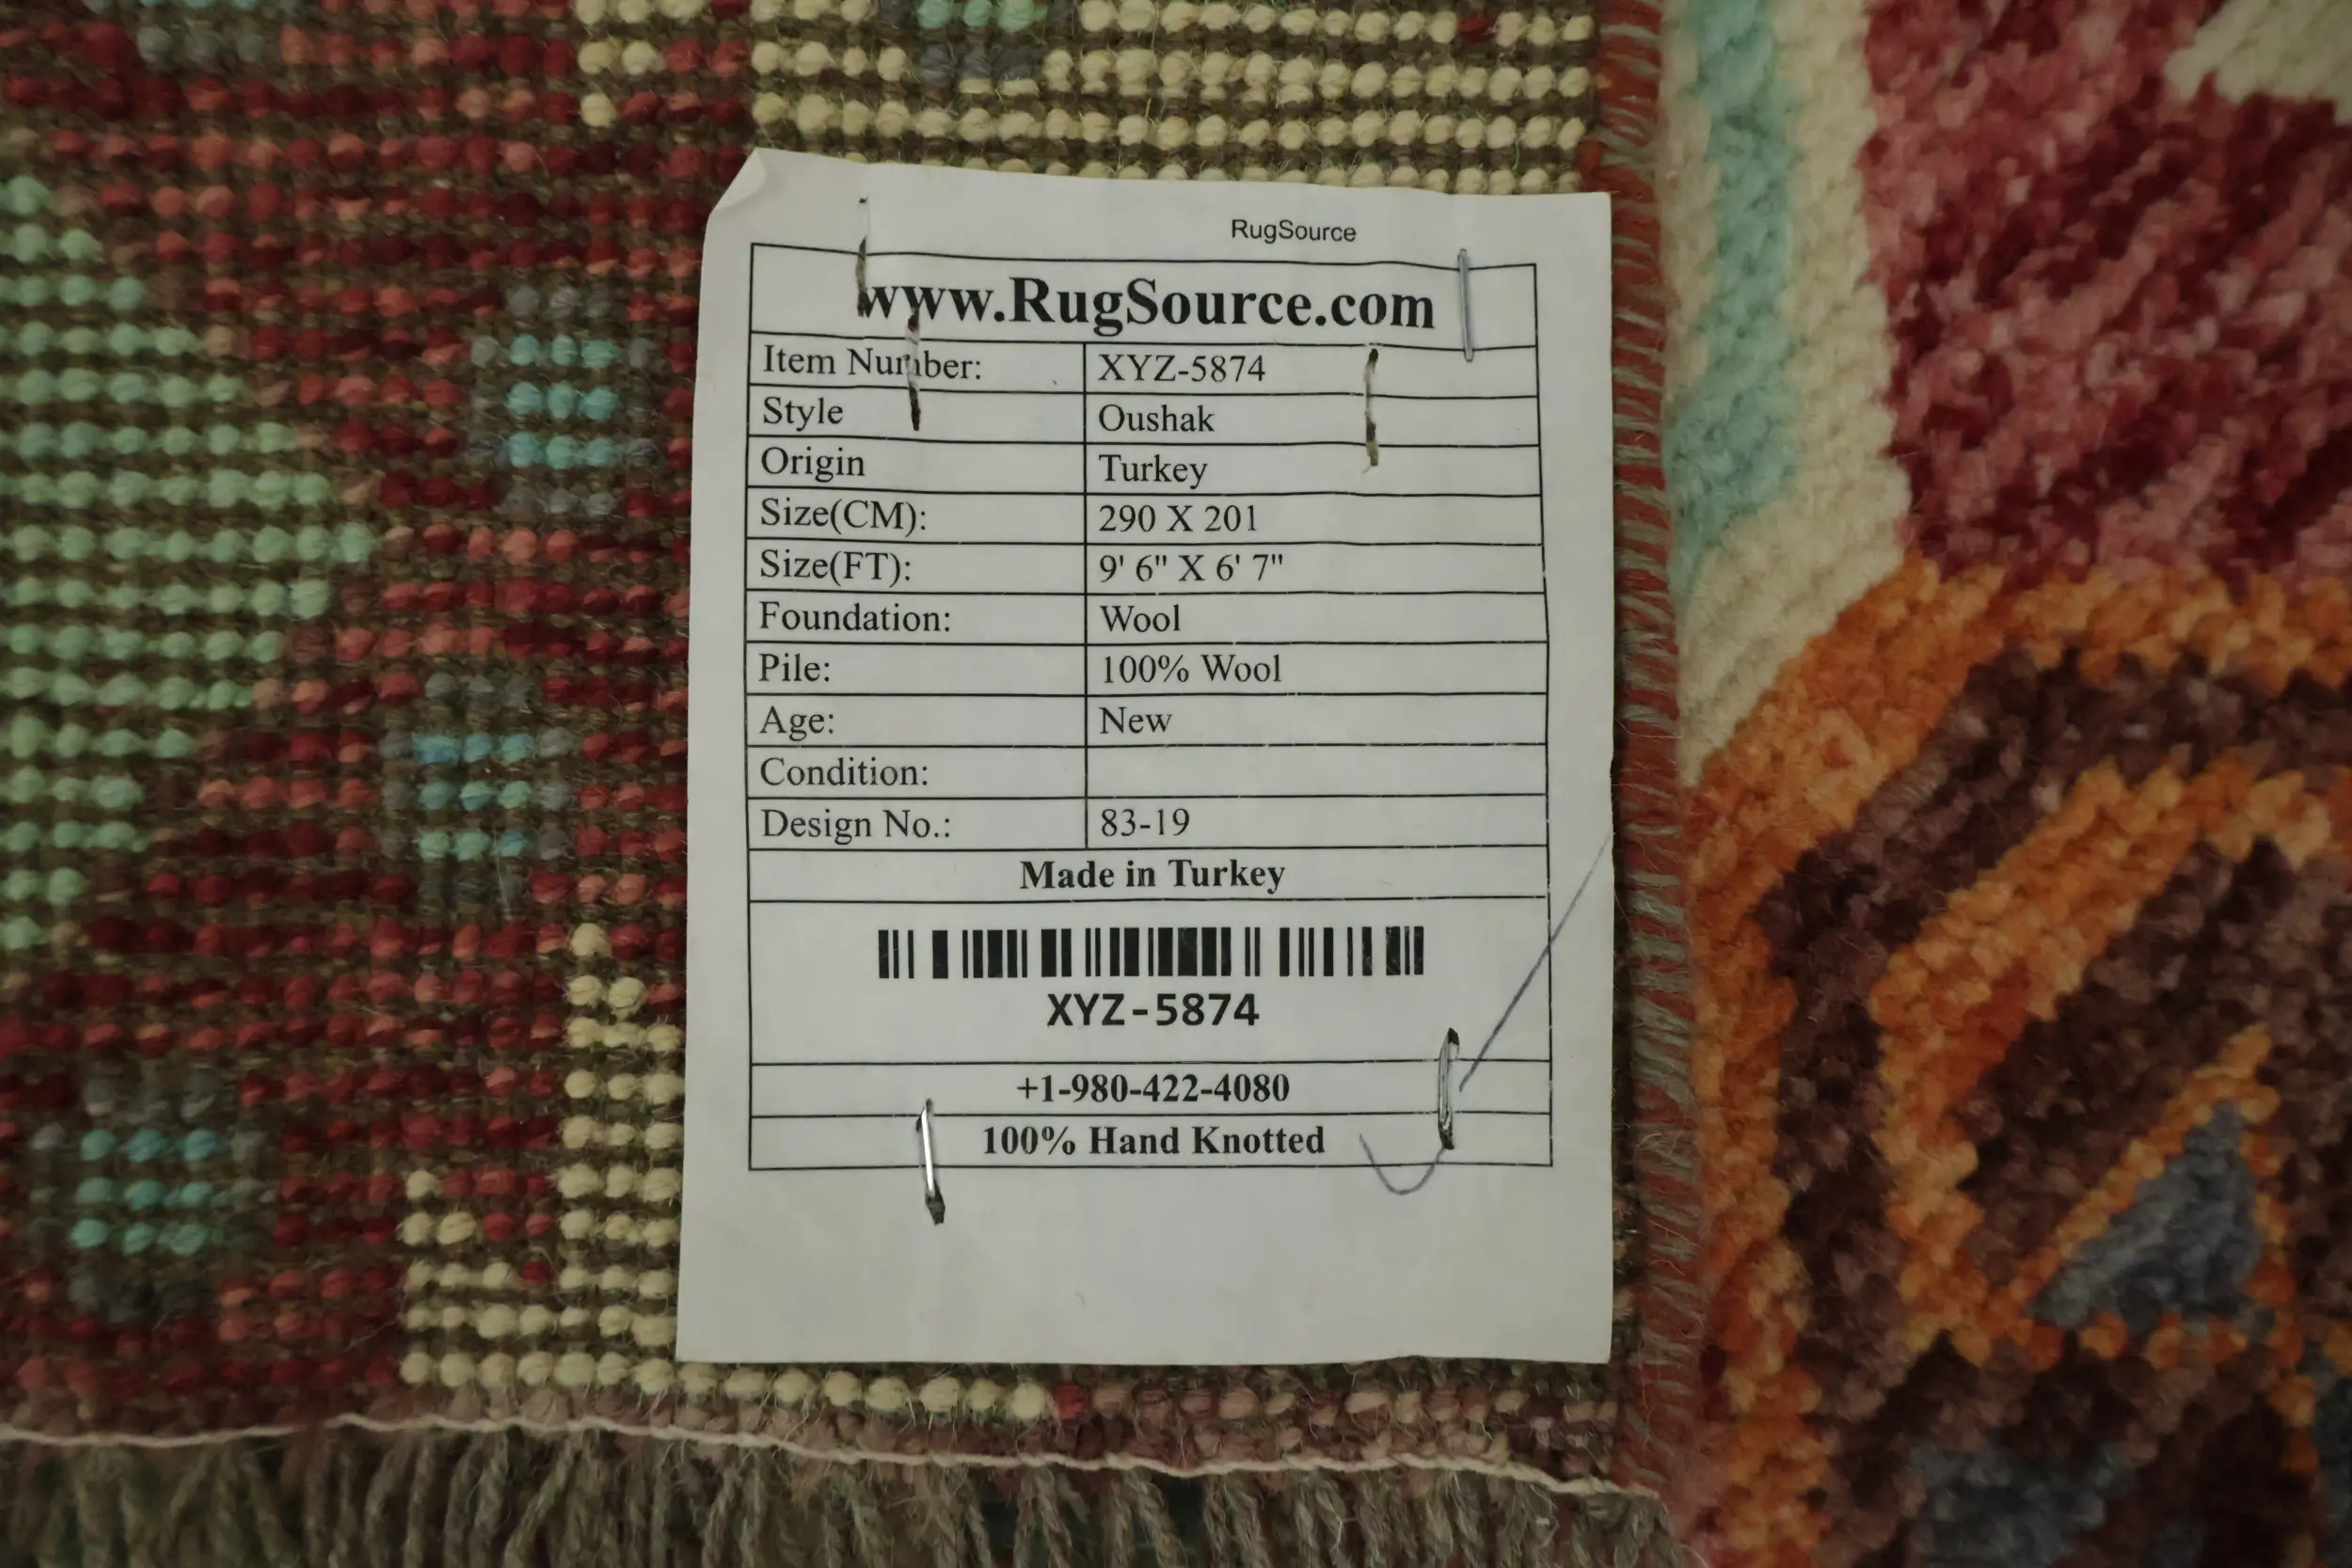 RugSource
www.RugSource.com
Item Number: XYZ-5874
Style Oushak
Origin Turkey
Size(CM): 290 X 201
Size(FT): 9' 6" X 6' 7"
Foundation: Wool
Pile: 100% Wool
Age: New
Condition:
Design No.: 83-19
Made in Turkey
XYZ-5874
+1-980-422-4080
100% Hand Knotted